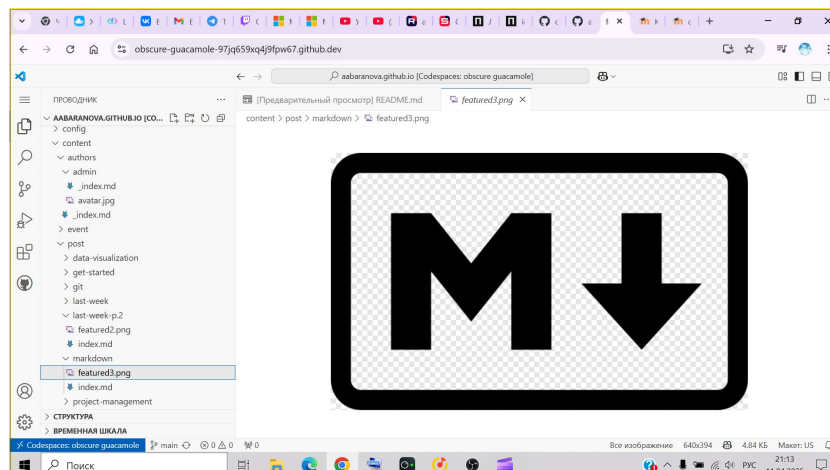 obscure-guacamole-97jq659xq4j9fpw67.github.dev
aabaranova.github.io [Codespaces: obscure guacamole]
ПРОВОДНИК
[Предварительный просмотр] README.md
featured3.png
AABARANOVA.GITHUB.IO [CO...
content > post > markdown > featured3.png
config
content
authors
admin
_index.md
avatar.jpg
_index.md
event
post
data-visualization
get-started
git
last-week
last-week-p.2
featured2.png
index.md
markdown
featured3.png
index.md
project-management
СТРУКТУРА
ВРЕМЕННАЯ ШКАЛА
M
Codespaces: obscure guacamole main 0 0 0 Все изображение 640x394 4.84 КБ Макет: US
Поиск
РУС
21:13